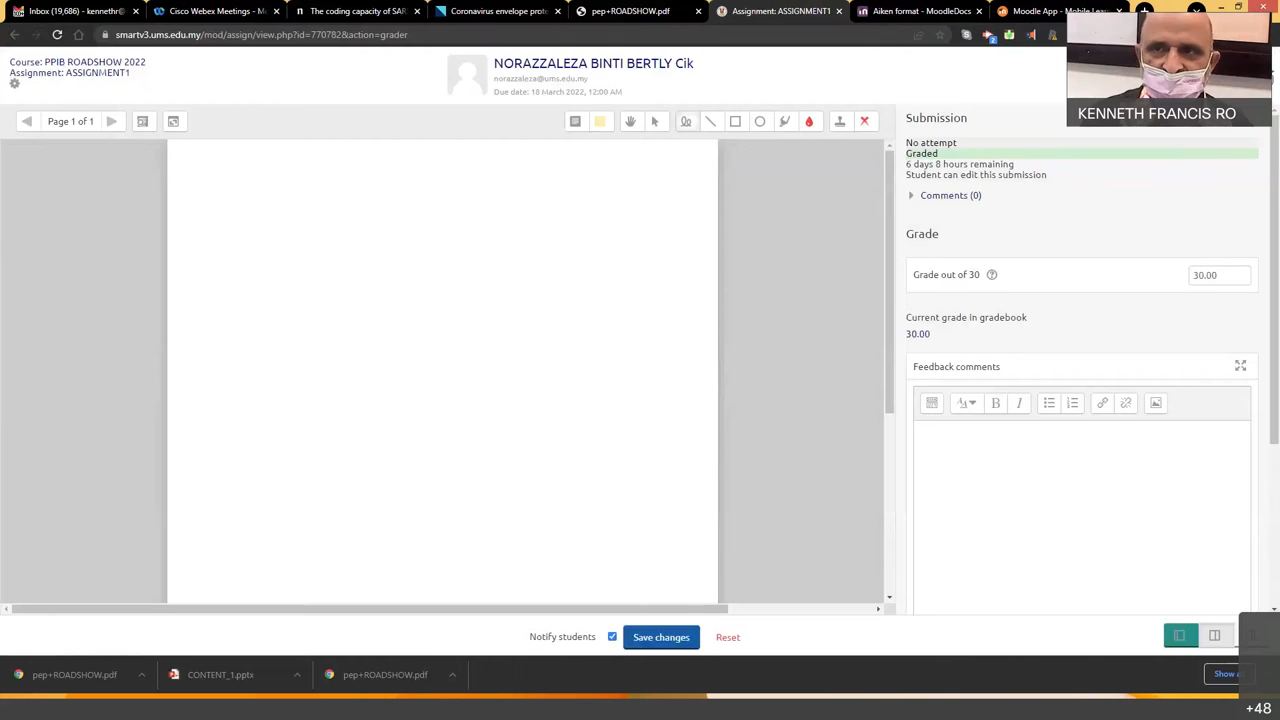 Inbox (19,686) - kennethr@
Cisco Webex Meetings - M
The coding capacity of SAR
Coronavirus envelope prote
pep+ROADSHOW.pdf
Assignment: ASSIGNMENT1
Aiken format - MoodleDocs
Moodle App - Mobile Learn
smartv3.ums.edu.my/mod/assign/view.php?id=770782&action=grader
Course: PPIB ROADSHOW 2022
Assignment: ASSIGNMENT1
NORAZZALEZA BINTI BERTLY Cik
norazzaleza@ums.edu.my
Due date: 18 March 2022, 12:00 AM
KENNETH FRANCIS RO
Page 1 of 1
Submission
No attempt
Graded
6 days 8 hours remaining
Student can edit this submission
Comments (0)
Grade
Grade out of 30
30.00
Current grade in gradebook
30.00
Feedback comments
B I
Notify students
Save changes
Reset
pep+ROADSHOW.pdf
CONTENT_1.pptx
pep+ROADSHOW.pdf
Show
+48